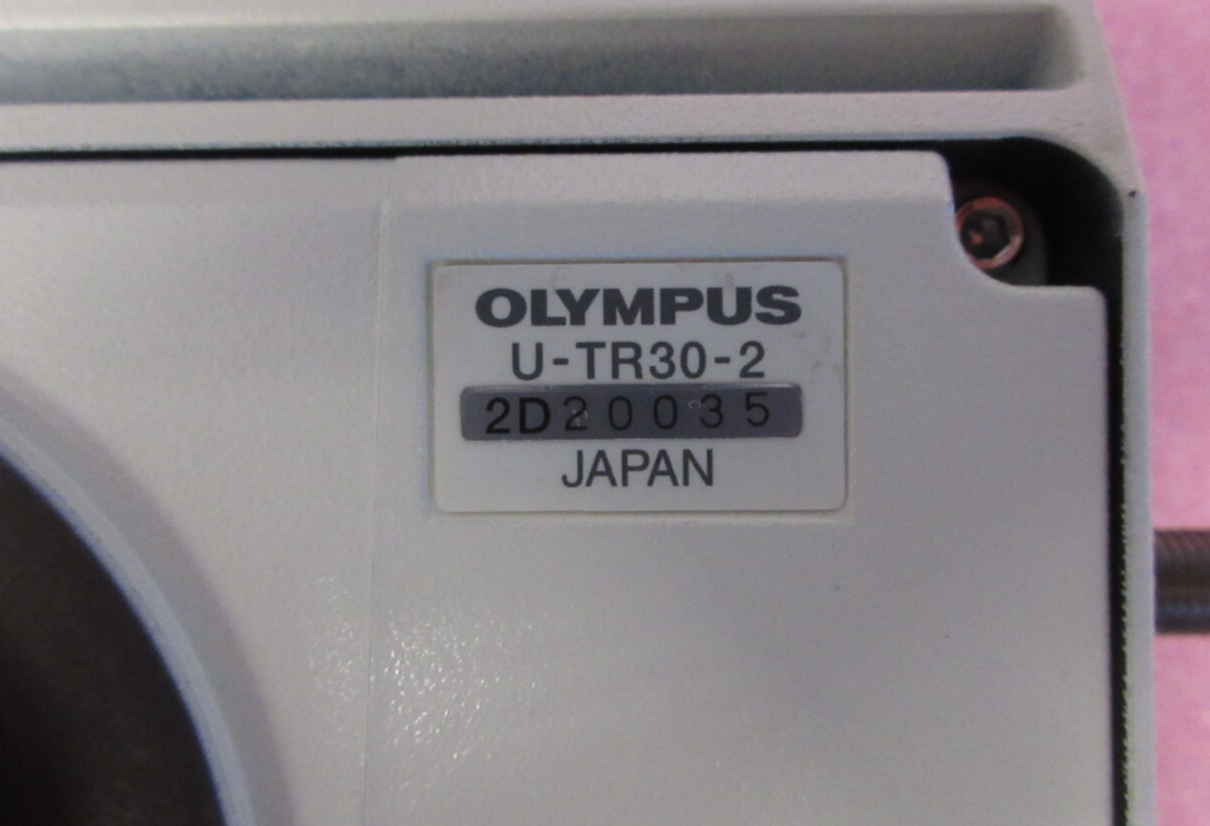 OLYMPUS
U-TR30-2
2D20035
JAPAN